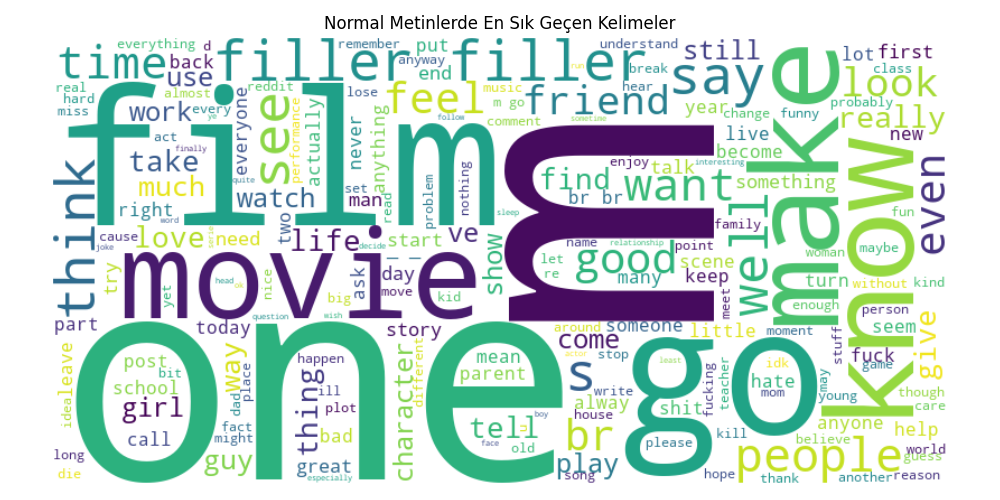 Normal Metinlerde En Sık Geçen Kelimeler
everything d remember understand
time back filler filler put still lot first
use anyway end break say class
real almost reddit lose feel music run hear look
hard every ye m go friend year change funny probably
miss work see performance actually never anything comment follow sometime really
act everyone live new
think finally film m become make know even
take quite set read problem nothing enjoy talk interesting
much watch man find want something
right word two br br well fun
cause love need life ve start show name relationship family woman maybe
joke movie decide let good point scene
try yet nice head uk ask day move kid re many keep turn without kind
big meet enough
part today question wish story around someone little moment person
idea leave post way happen one mean come stop go stuff seem give
bit place thing character different parent actor least idk fuck
school dad ill s write fucking teacher hate may game though
girl plot tell boy alway shit mom young care
call fact bad u house anyone help
might face old br please kill believe world
long guy great play people guess
die especially song hope thank another reason